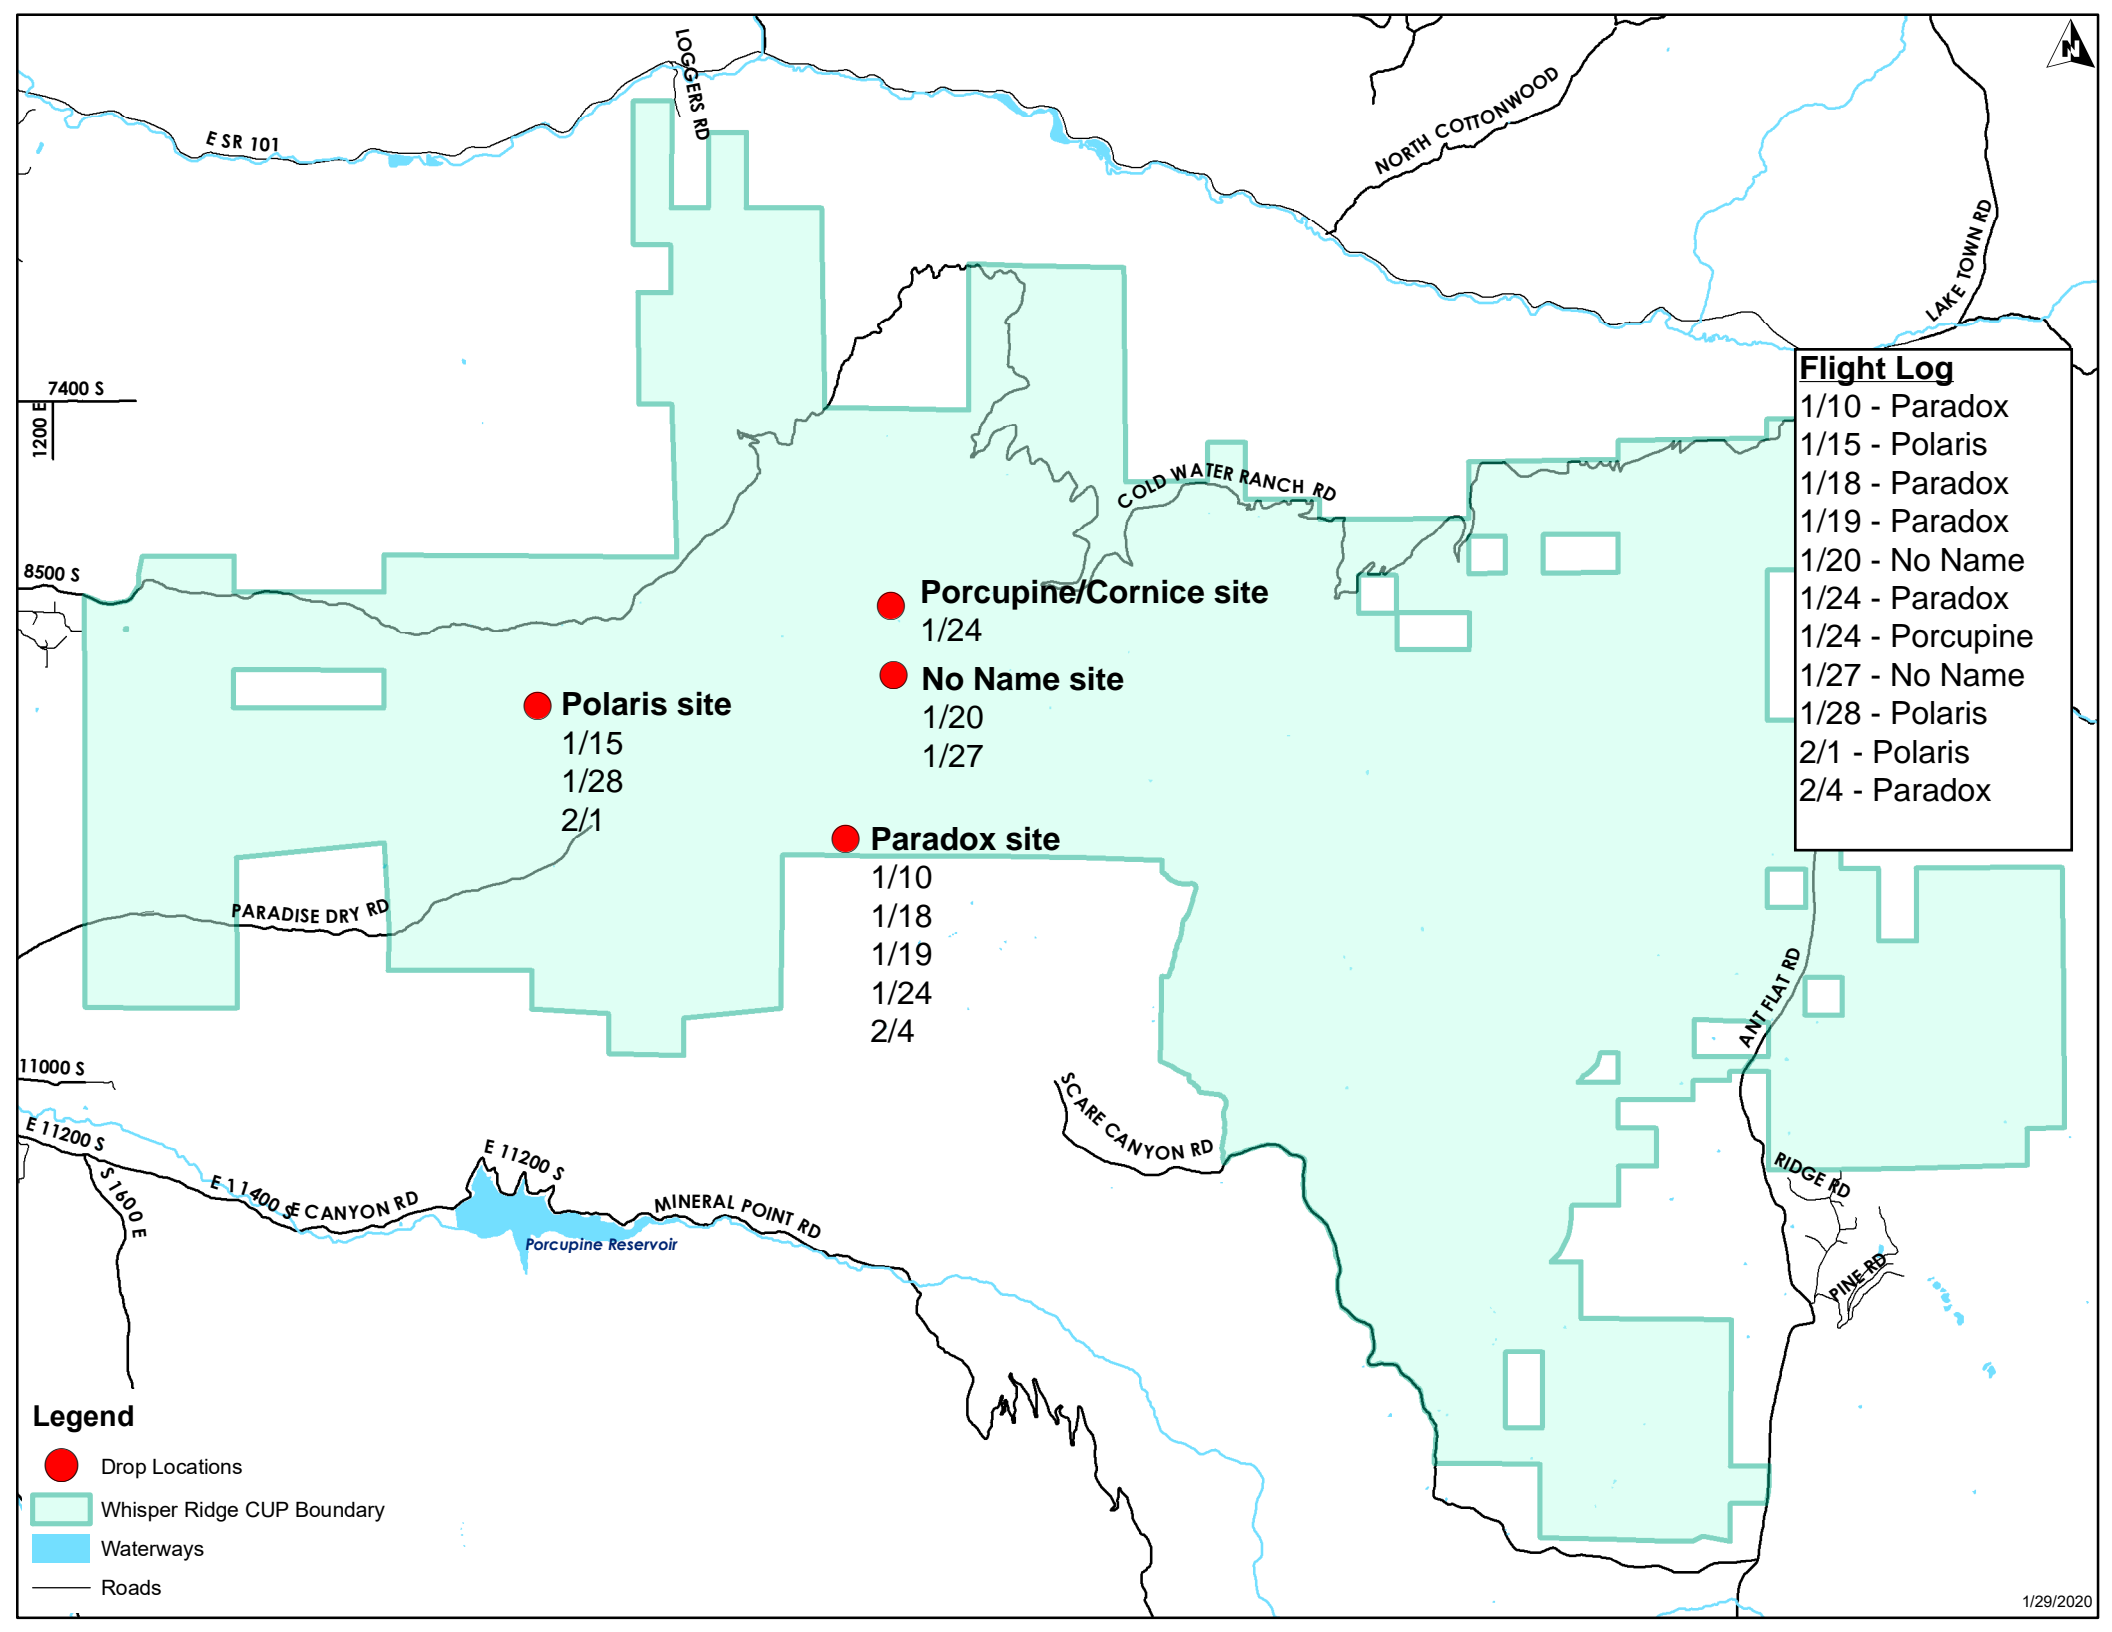 LOGGERS RD
E SR 101
NORTH COTTONWOOD
LAKE TOWN RD
7400 S
1200 E
COLD WATER RANCH RD
8500 S
Flight Log
1/10 - Paradox
1/15 - Polaris
1/18 - Paradox
1/19 - Paradox
1/20 - No Name
1/24 - Paradox
1/24 - Porcupine
1/27 - No Name
1/28 - Polaris
2/1 - Polaris
2/4 - Paradox
Porcupine/Cornice site
1/24
No Name site
1/20
1/27
Polaris site
1/15
1/28
2/1
Paradox site
1/10
1/18
1/19
1/24
2/4
PARADISE DRY RD
ANT FLAT RD
11000 S
SCARE CANYON RD
E 11200 S
S 1600 E
E 11400 S
E CANYON RD
E 11200 S
MINERAL POINT RD
Porcupine Reservoir
RIDGE RD
PINE RD
Legend
Drop Locations
Whisper Ridge CUP Boundary
Waterways
Roads
1/29/2020
N